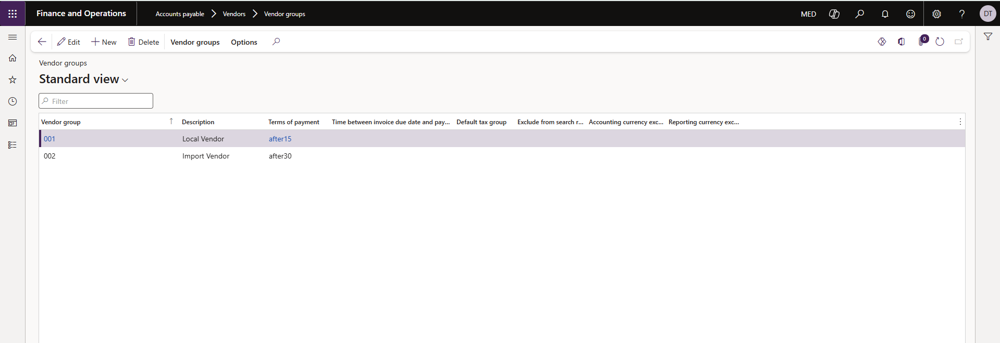 Finance and Operations
Accounts payable > Vendors > Vendor groups
MED
?
DT
Edit
New
Delete
Vendor groups
Options
0
Vendor groups
Standard view
Filter
Vendor group ↑ Description Terms of payment Time between invoice due date and pay... Default tax group Exclude from search r... Accounting currency exc... Reporting currency exc...
001 Local Vendor after15
002 Import Vendor after30